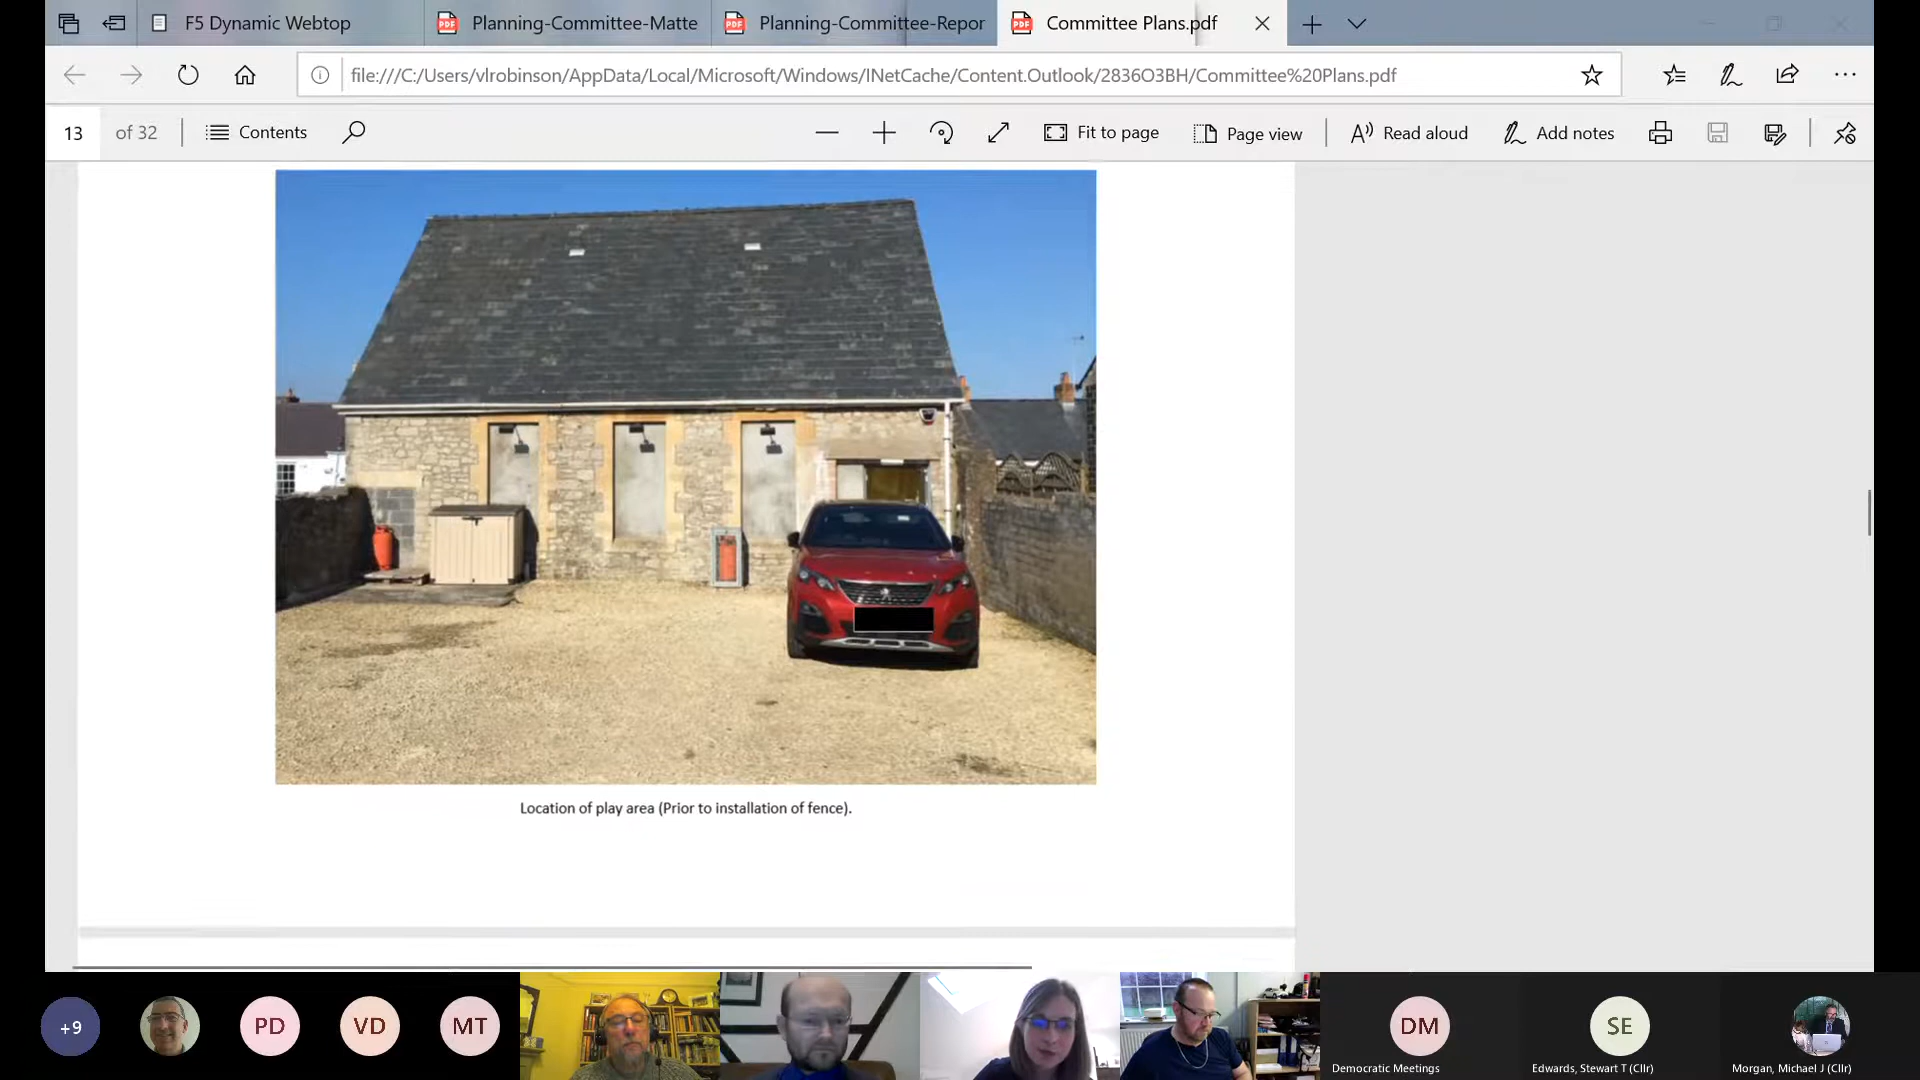 F5 Dynamic Webtop
Planning-Committee-Matte
Planning-Committee-Repor
Committee Plans.pdf
file:///C:/Users/vlrobinson/AppData/Local/Microsoft/Windows/INetCache/Content.Outlook/2836O3BH/Committee%20Plans.pdf
13 of 32
Contents
Fit to page
Page view
Read aloud
Add notes
Location of play area (Prior to installation of fence).
+9
PD
VD
MT
DM
SE
Democratic Meetings
Edwards, Stewart T (Cllr)
Morgan, Michael J (Cllr)